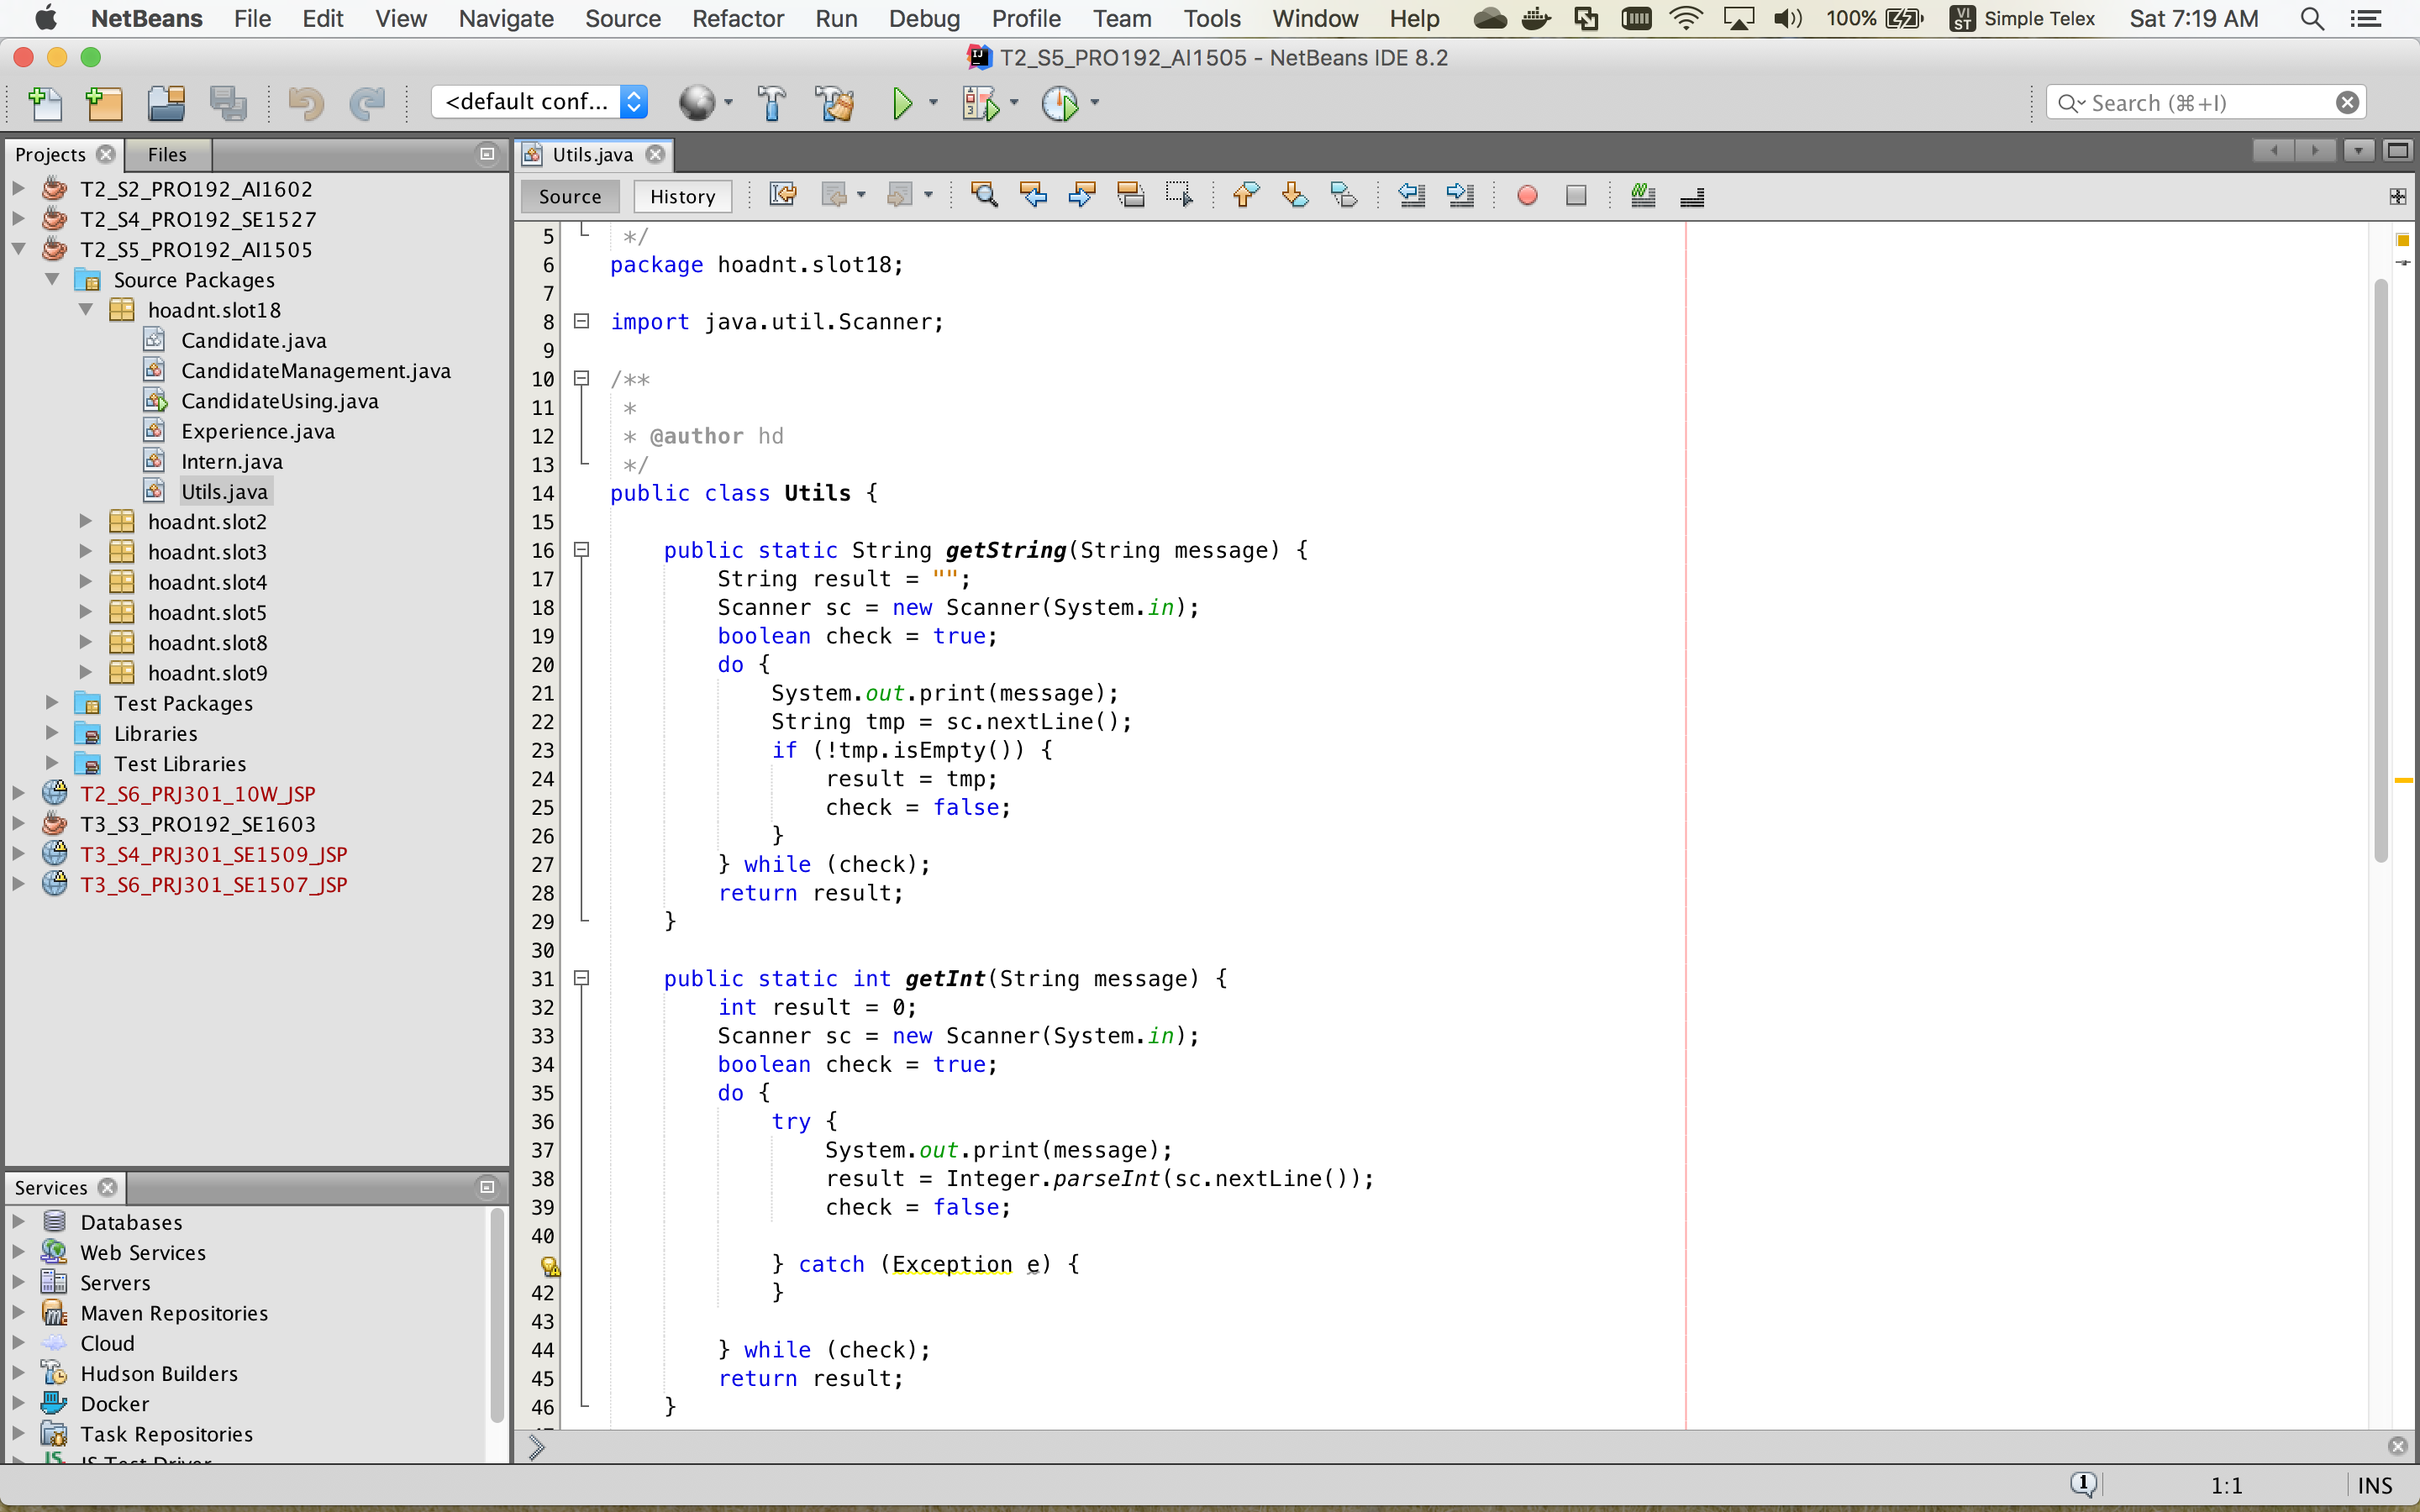 NetBeans File Edit View Navigate Source Refactor Run Debug Profile Team Tools Window Help 100% VI ST Simple Telex Sat 7:19 AM
T2_S5_PRO192_AI1505 - NetBeans IDE 8.2
<default conf... Search (⌘+I)
Projects Files
T2_S2_PRO192_AI1602
T2_S4_PRO192_SE1527
T2_S5_PRO192_AI1505
Source Packages
hoadnt.slot18
Candidate.java
CandidateManagement.java
CandidateUsing.java
Experience.java
Intern.java
Utils.java
hoadnt.slot2
hoadnt.slot3
hoadnt.slot4
hoadnt.slot5
hoadnt.slot8
hoadnt.slot9
Test Packages
Libraries
Test Libraries
T2_S6_PRJ301_10W_JSP
T3_S3_PRO192_SE1603
T3_S4_PRJ301_SE1509_JSP
T3_S6_PRJ301_SE1507_JSP
Services
Databases
Web Services
Servers
Maven Repositories
Cloud
Hudson Builders
Docker
Task Repositories
JS Test Driver
Utils.java
Source History
5 */
6 package hoadnt.slot18;
7
8 import java.util.Scanner;
9
10 /**
11 *
12 * @author hd
13 */
14 public class Utils {
15
16 public static String getString(String message) {
17 String result = "";
18 Scanner sc = new Scanner(System.in);
19 boolean check = true;
20 do {
21 System.out.print(message);
22 String tmp = sc.nextLine();
23 if (!tmp.isEmpty()) {
24 result = tmp;
25 check = false;
26 }
27 } while (check);
28 return result;
29 }
30
31 public static int getInt(String message) {
32 int result = 0;
33 Scanner sc = new Scanner(System.in);
34 boolean check = true;
35 do {
36 try {
37 System.out.print(message);
38 result = Integer.parseInt(sc.nextLine());
39 check = false;
40
} catch (Exception e) {
42 }
43
44 } while (check);
45 return result;
46 }
1 1:1 INS